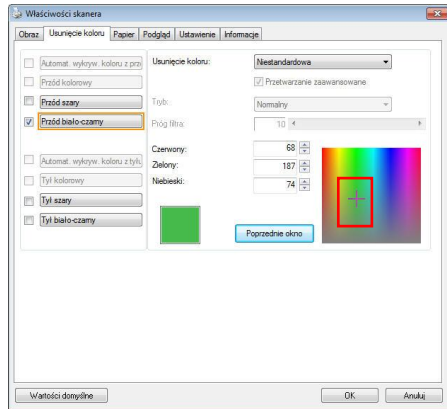 Właściwości skanera
Obraz Usunięcie koloru Papier Podgląd Ustawienie Informacje
Automat. wykryw. koloru z prz
Przód kolorowy
Przód szary
Przód biało-czarny
Automat. wykryw. koloru z tyłu
Tył kolorowy
Tył szary
Tył biało-czarny
Usunięcie koloru: Niestandardowa
Przetwarzanie zaawansowane
Tryb: Normalny
Próg filtra: 10
Czerwony: 68
Zielony: 187
Niebieski: 74
Poprzednie okno
Wartości domyślne OK Anuluj